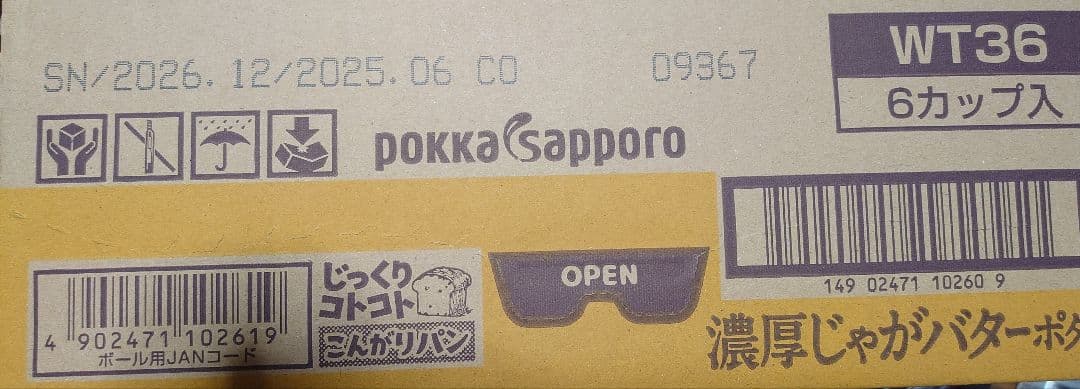 WT36
6カップ入
SN/2026.12/2025.06 CO 09367
POKKA Sapporo
149 02471 10260 9
じっくり
コトコト
こんがりパン
OPEN
4 902471 102619
ボール用JANコード
濃厚じゃがバターポタ